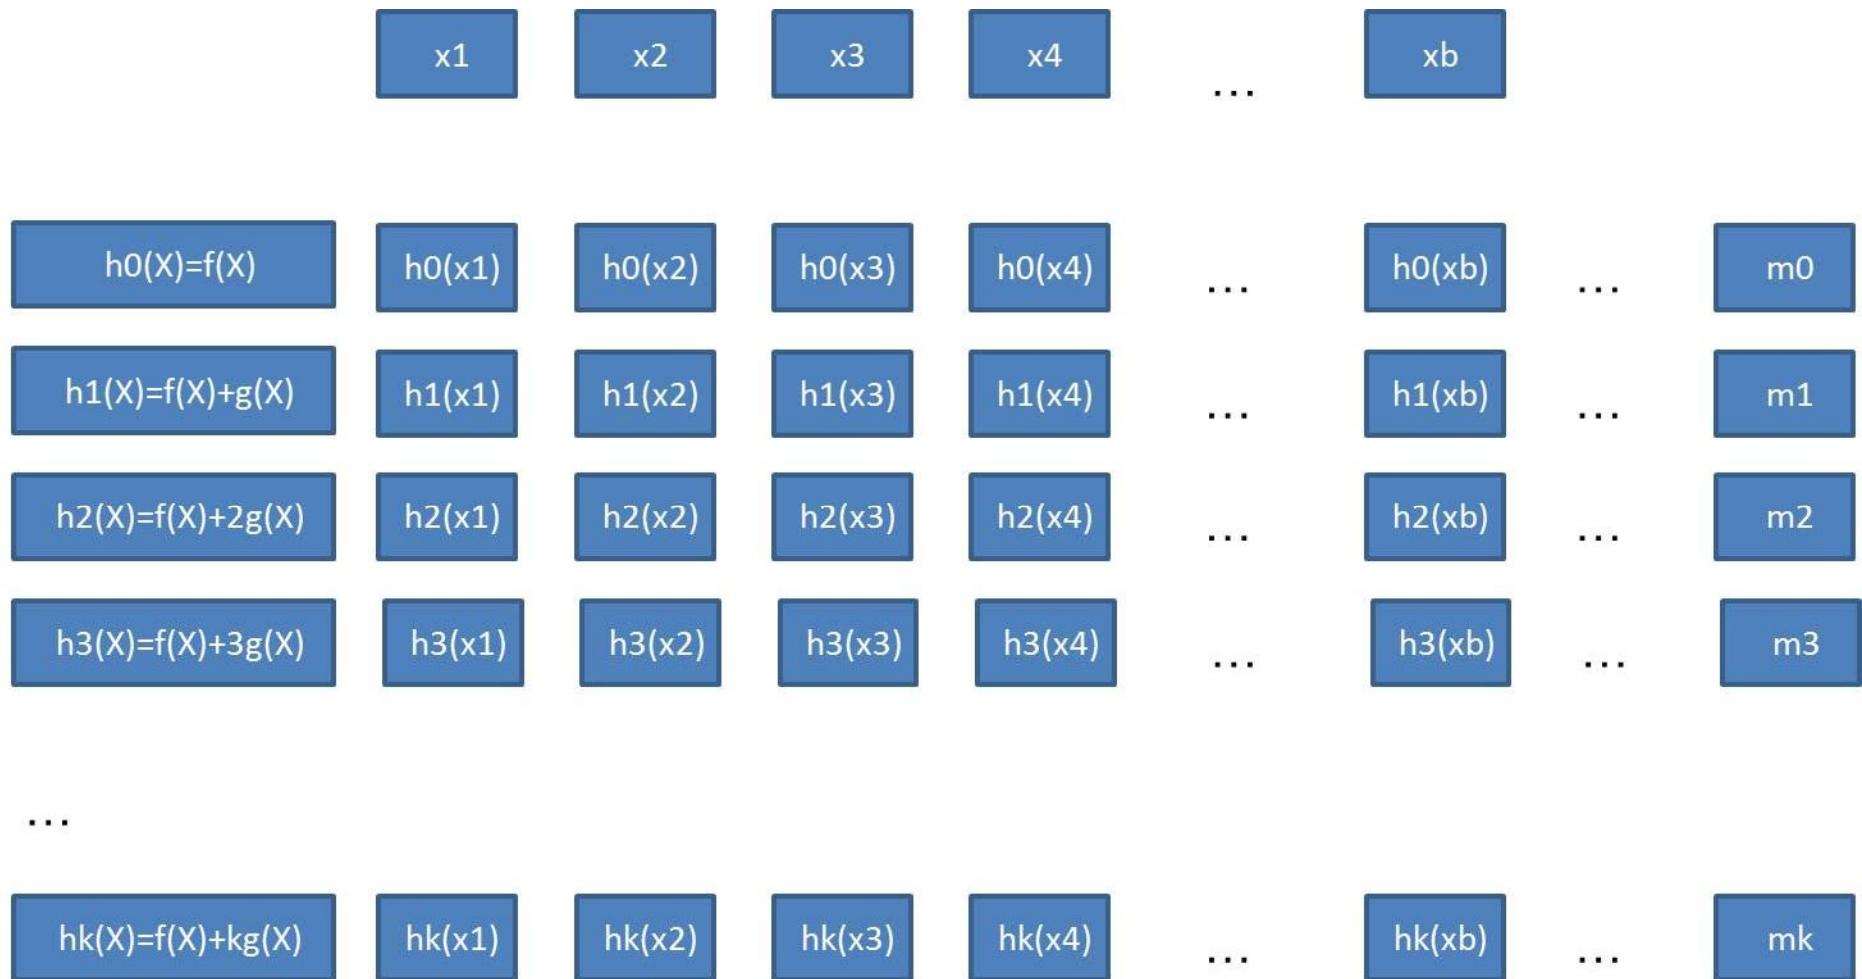 x1 x2 x3 x4 ... xb
h0(X)=f(X) h0(x1) h0(x2) h0(x3) h0(x4) ... h0(xb) ... m0
h1(X)=f(X)+g(X) h1(x1) h1(x2) h1(x3) h1(x4) ... h1(xb) ... m1
h2(X)=f(X)+2g(X) h2(x1) h2(x2) h2(x3) h2(x4) ... h2(xb) ... m2
h3(X)=f(X)+3g(X) h3(x1) h3(x2) h3(x3) h3(x4) ... h3(xb) ... m3
...
hk(X)=f(X)+kg(X) hk(x1) hk(x2) hk(x3) hk(x4) ... hk(xb) ... mk